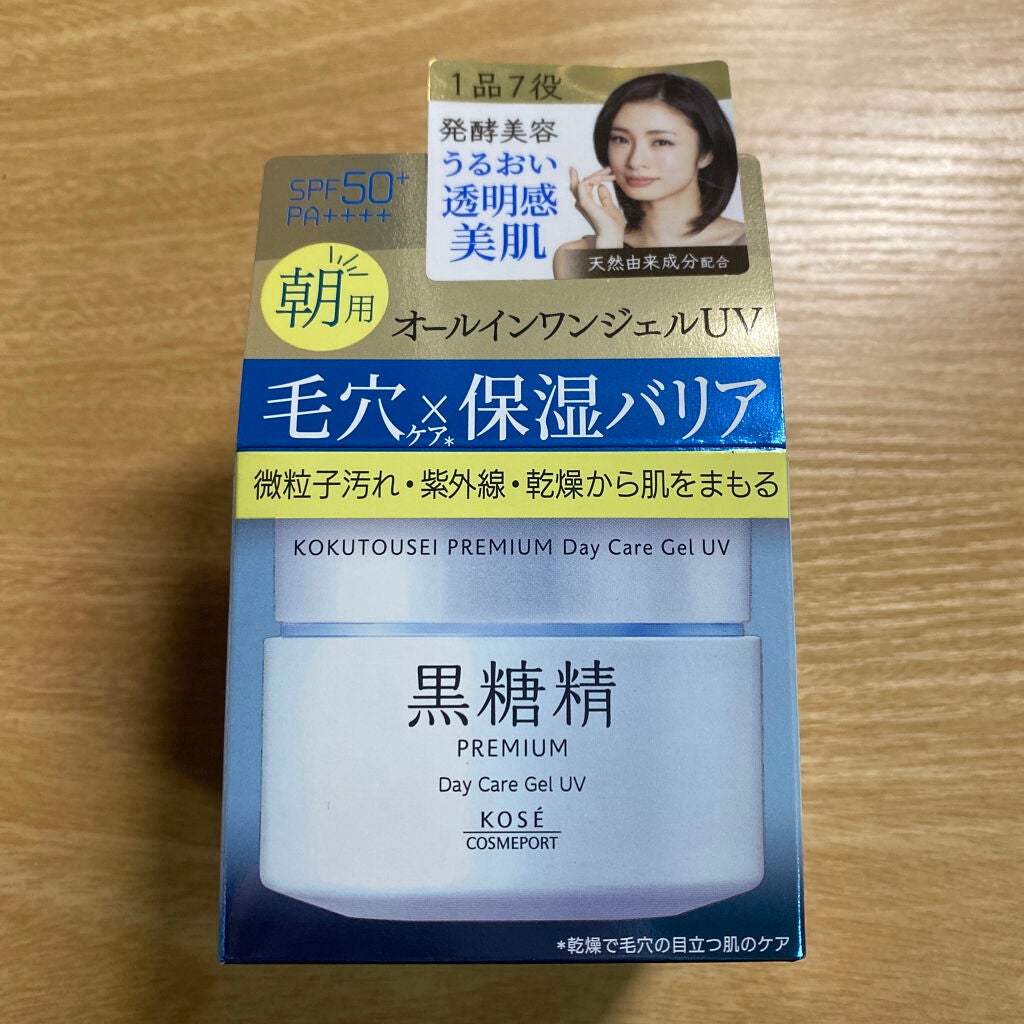 1品7役
発酵美容
うるおい
透明感
美肌
天然由来成分配合
SPF50+
PA++++
朝用
オールインワンジェルUV
毛穴ケア*×保湿バリア
微粒子汚れ・紫外線・乾燥から肌をまもる
KOKUTOUSEI PREMIUM Day Care Gel UV
黒糖精
PREMIUM
Day Care Gel UV
KOSÉ
COSMEPORT
*乾燥で毛穴の目立つ肌のケア